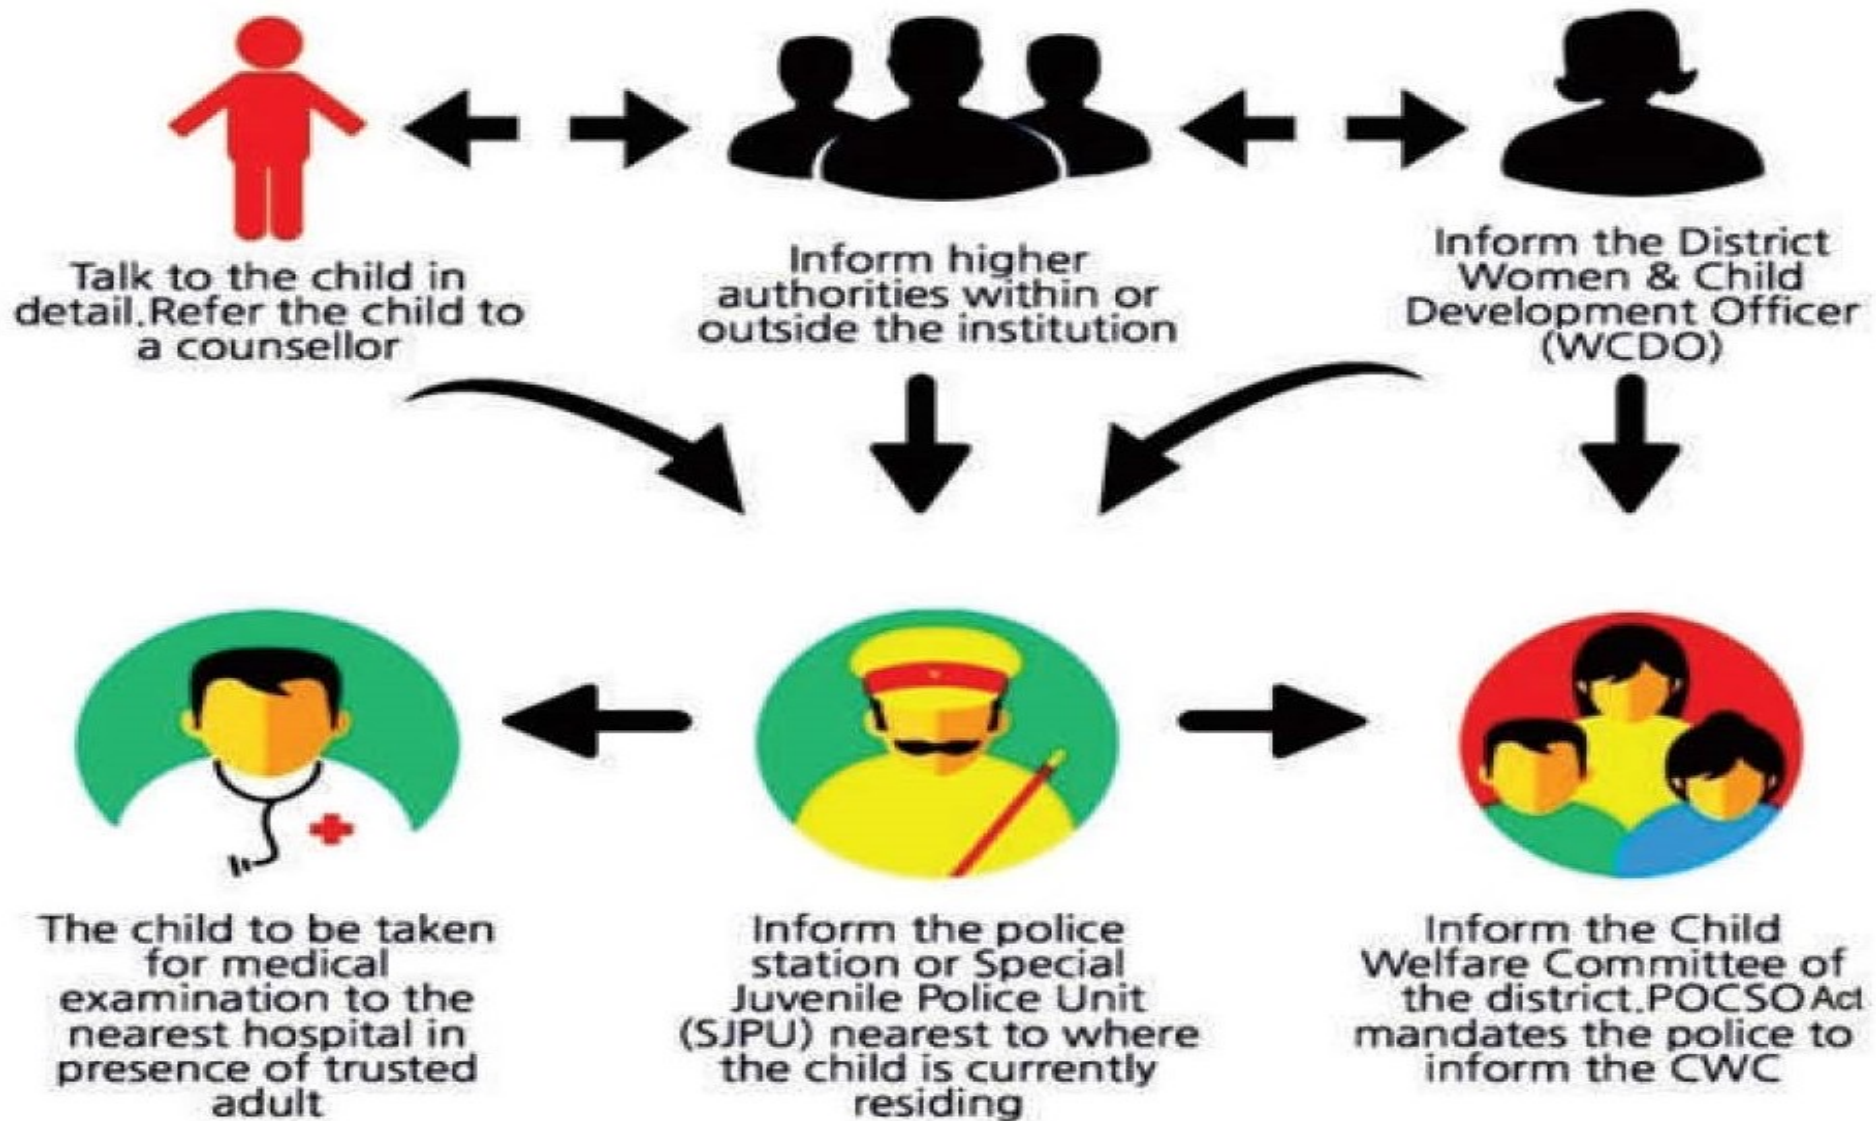 Talk to the child in
detail.Refer the child to
a counsellor
Inform higher
authorities within or
outside the institution
Inform the District
Women & Child
Development Officer
(WCDO)
The child to be taken
for medical
examination to the
nearest hospital in
presence of trusted
adult
Inform the police
station or Special
Juvenile Police Unit
(SJPU) nearest to where
the child is currently
residing
Inform the Child
Welfare Committee of
the district.POCSO Act
mandates the police to
inform the CWC